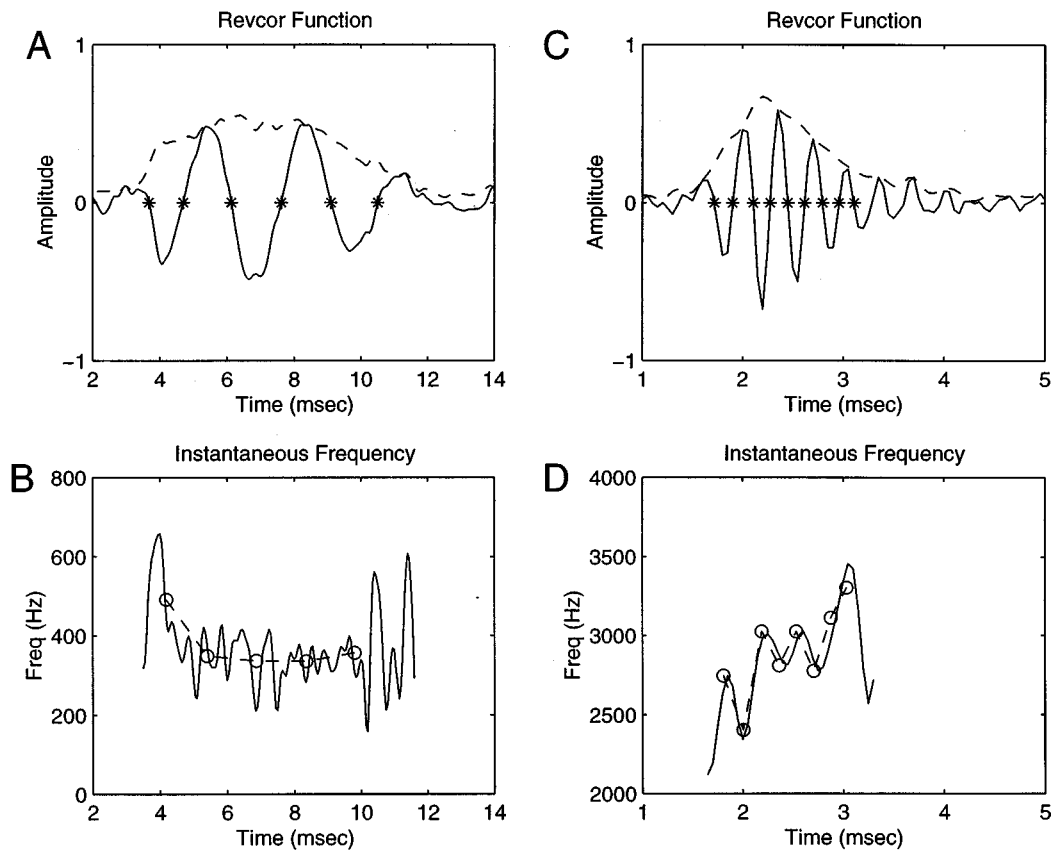 A
Revcor Function
1
0
−1
Amplitude
2 4 6 8 10 12 14
Time (msec)
C
Revcor Function
1
0
−1
Amplitude
1 2 3 4 5
Time (msec)
B
Instantaneous Frequency
800
600
400
200
0
Freq (Hz)
2 4 6 8 10 12 14
Time (msec)
D
Instantaneous Frequency
4000
3500
3000
2500
2000
Freq (Hz)
1 2 3 4 5
Time (msec)